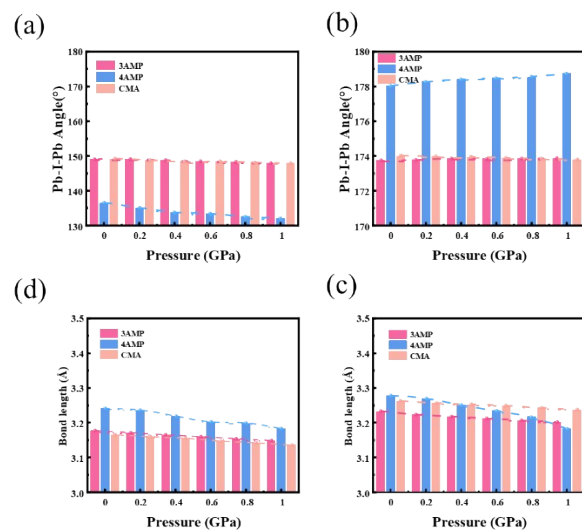 (a)
180
170
160
150
140
130
Pb-I-Pb Angle(°)
3AMP
4AMP
CMA
0 0.2 0.4 0.6 0.8 1
Pressure (GPa)
(b)
180
178
176
174
172
170
Pb-I-Pb Angle(°)
3AMP
4AMP
CMA
0 0.2 0.4 0.6 0.8 1
Pressure (GPa)
(d)
3.5
3.4
3.3
3.2
3.1
3.0
Bond length (Å)
3AMP
4AMP
CMA
0 0.2 0.4 0.6 0.8 1
Pressure (GPa)
(c)
3.5
3.4
3.3
3.2
3.1
3.0
Bond length (Å)
3AMP
4AMP
CMA
0 0.2 0.4 0.6 0.8 1
Pressure (GPa)